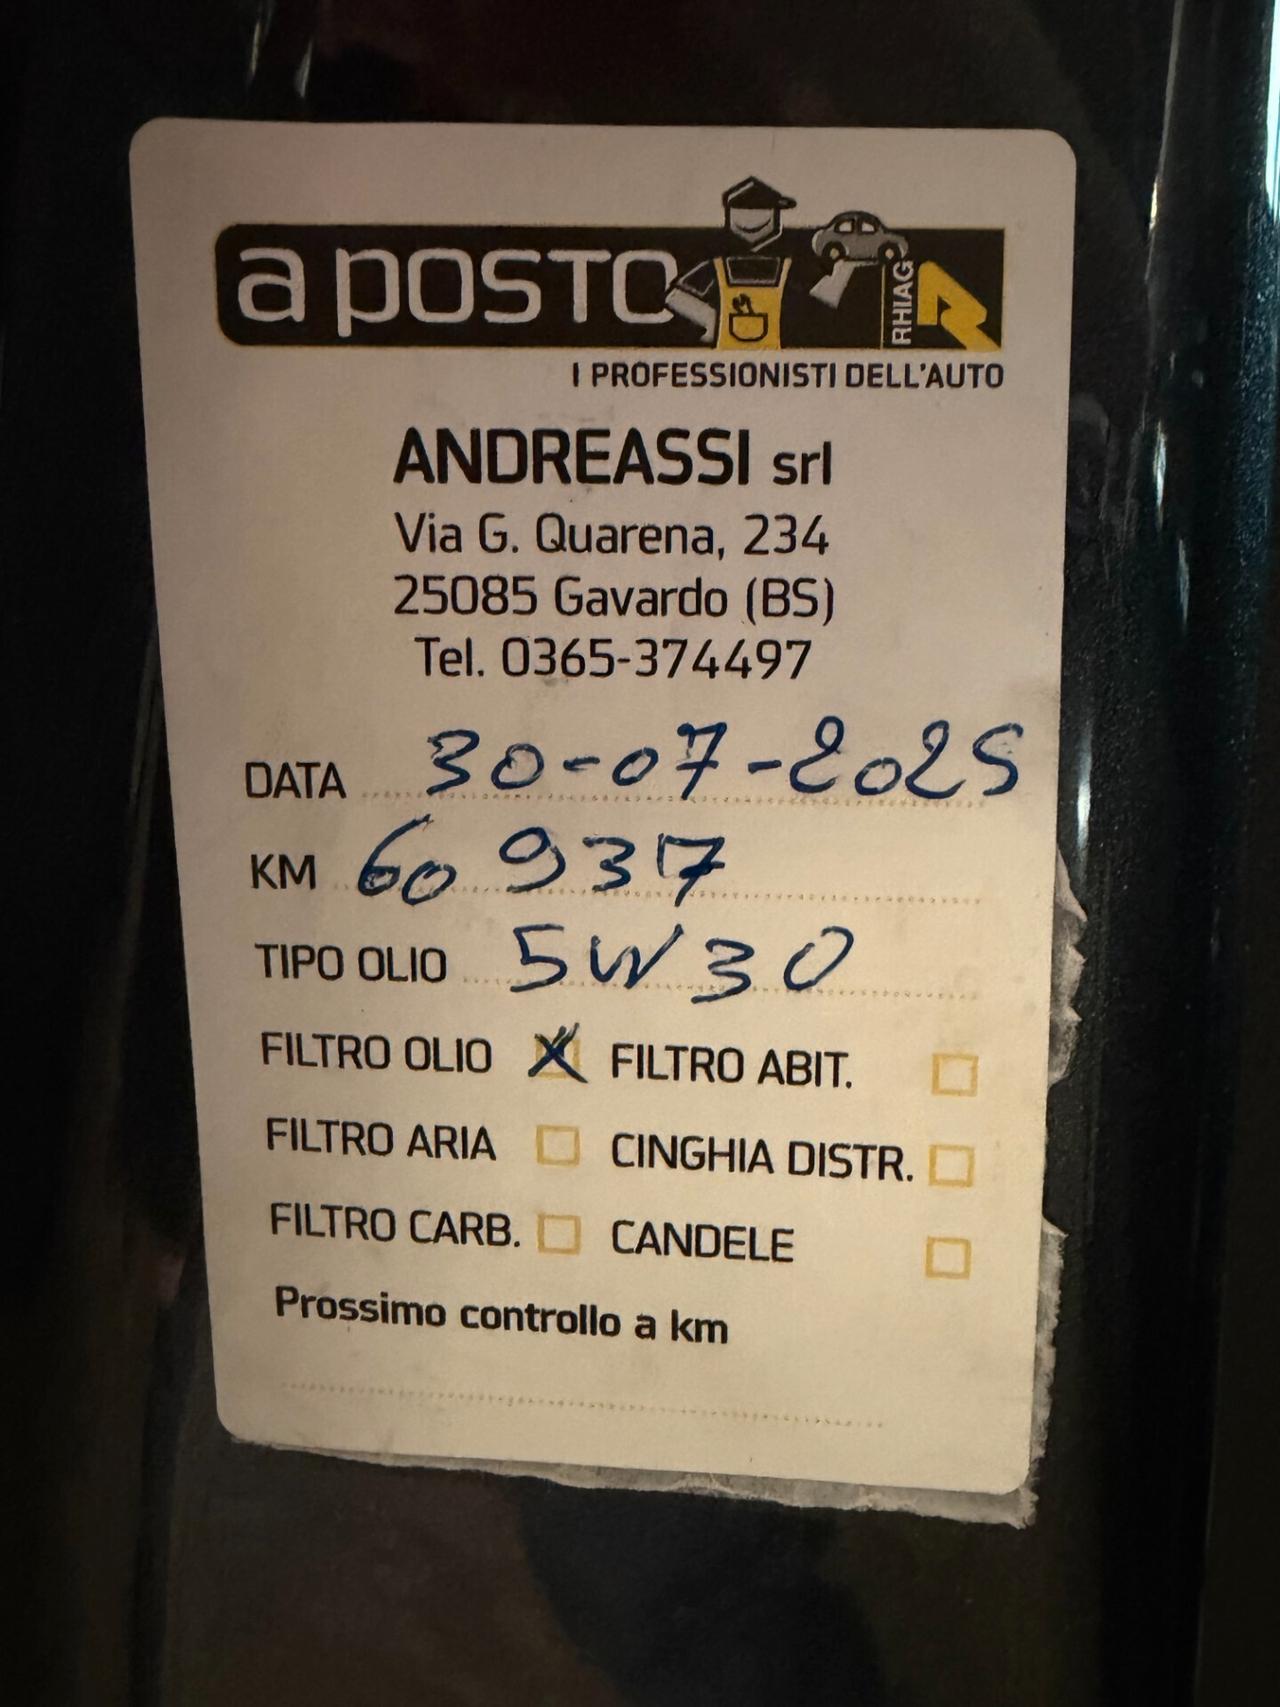 a posto
RHIAG
I PROFESSIONISTI DELL'AUTO
ANDREASSI srl
Via G. Quarena, 234
25085 Gavardo (BS)
Tel. 0365-374497
DATA 30-07-2025
KM 60937
TIPO OLIO 5W30
FILTRO OLIO X FILTRO ABIT.
FILTRO ARIA CINGHIA DISTR.
FILTRO CARB. CANDELE
Prossimo controllo a km